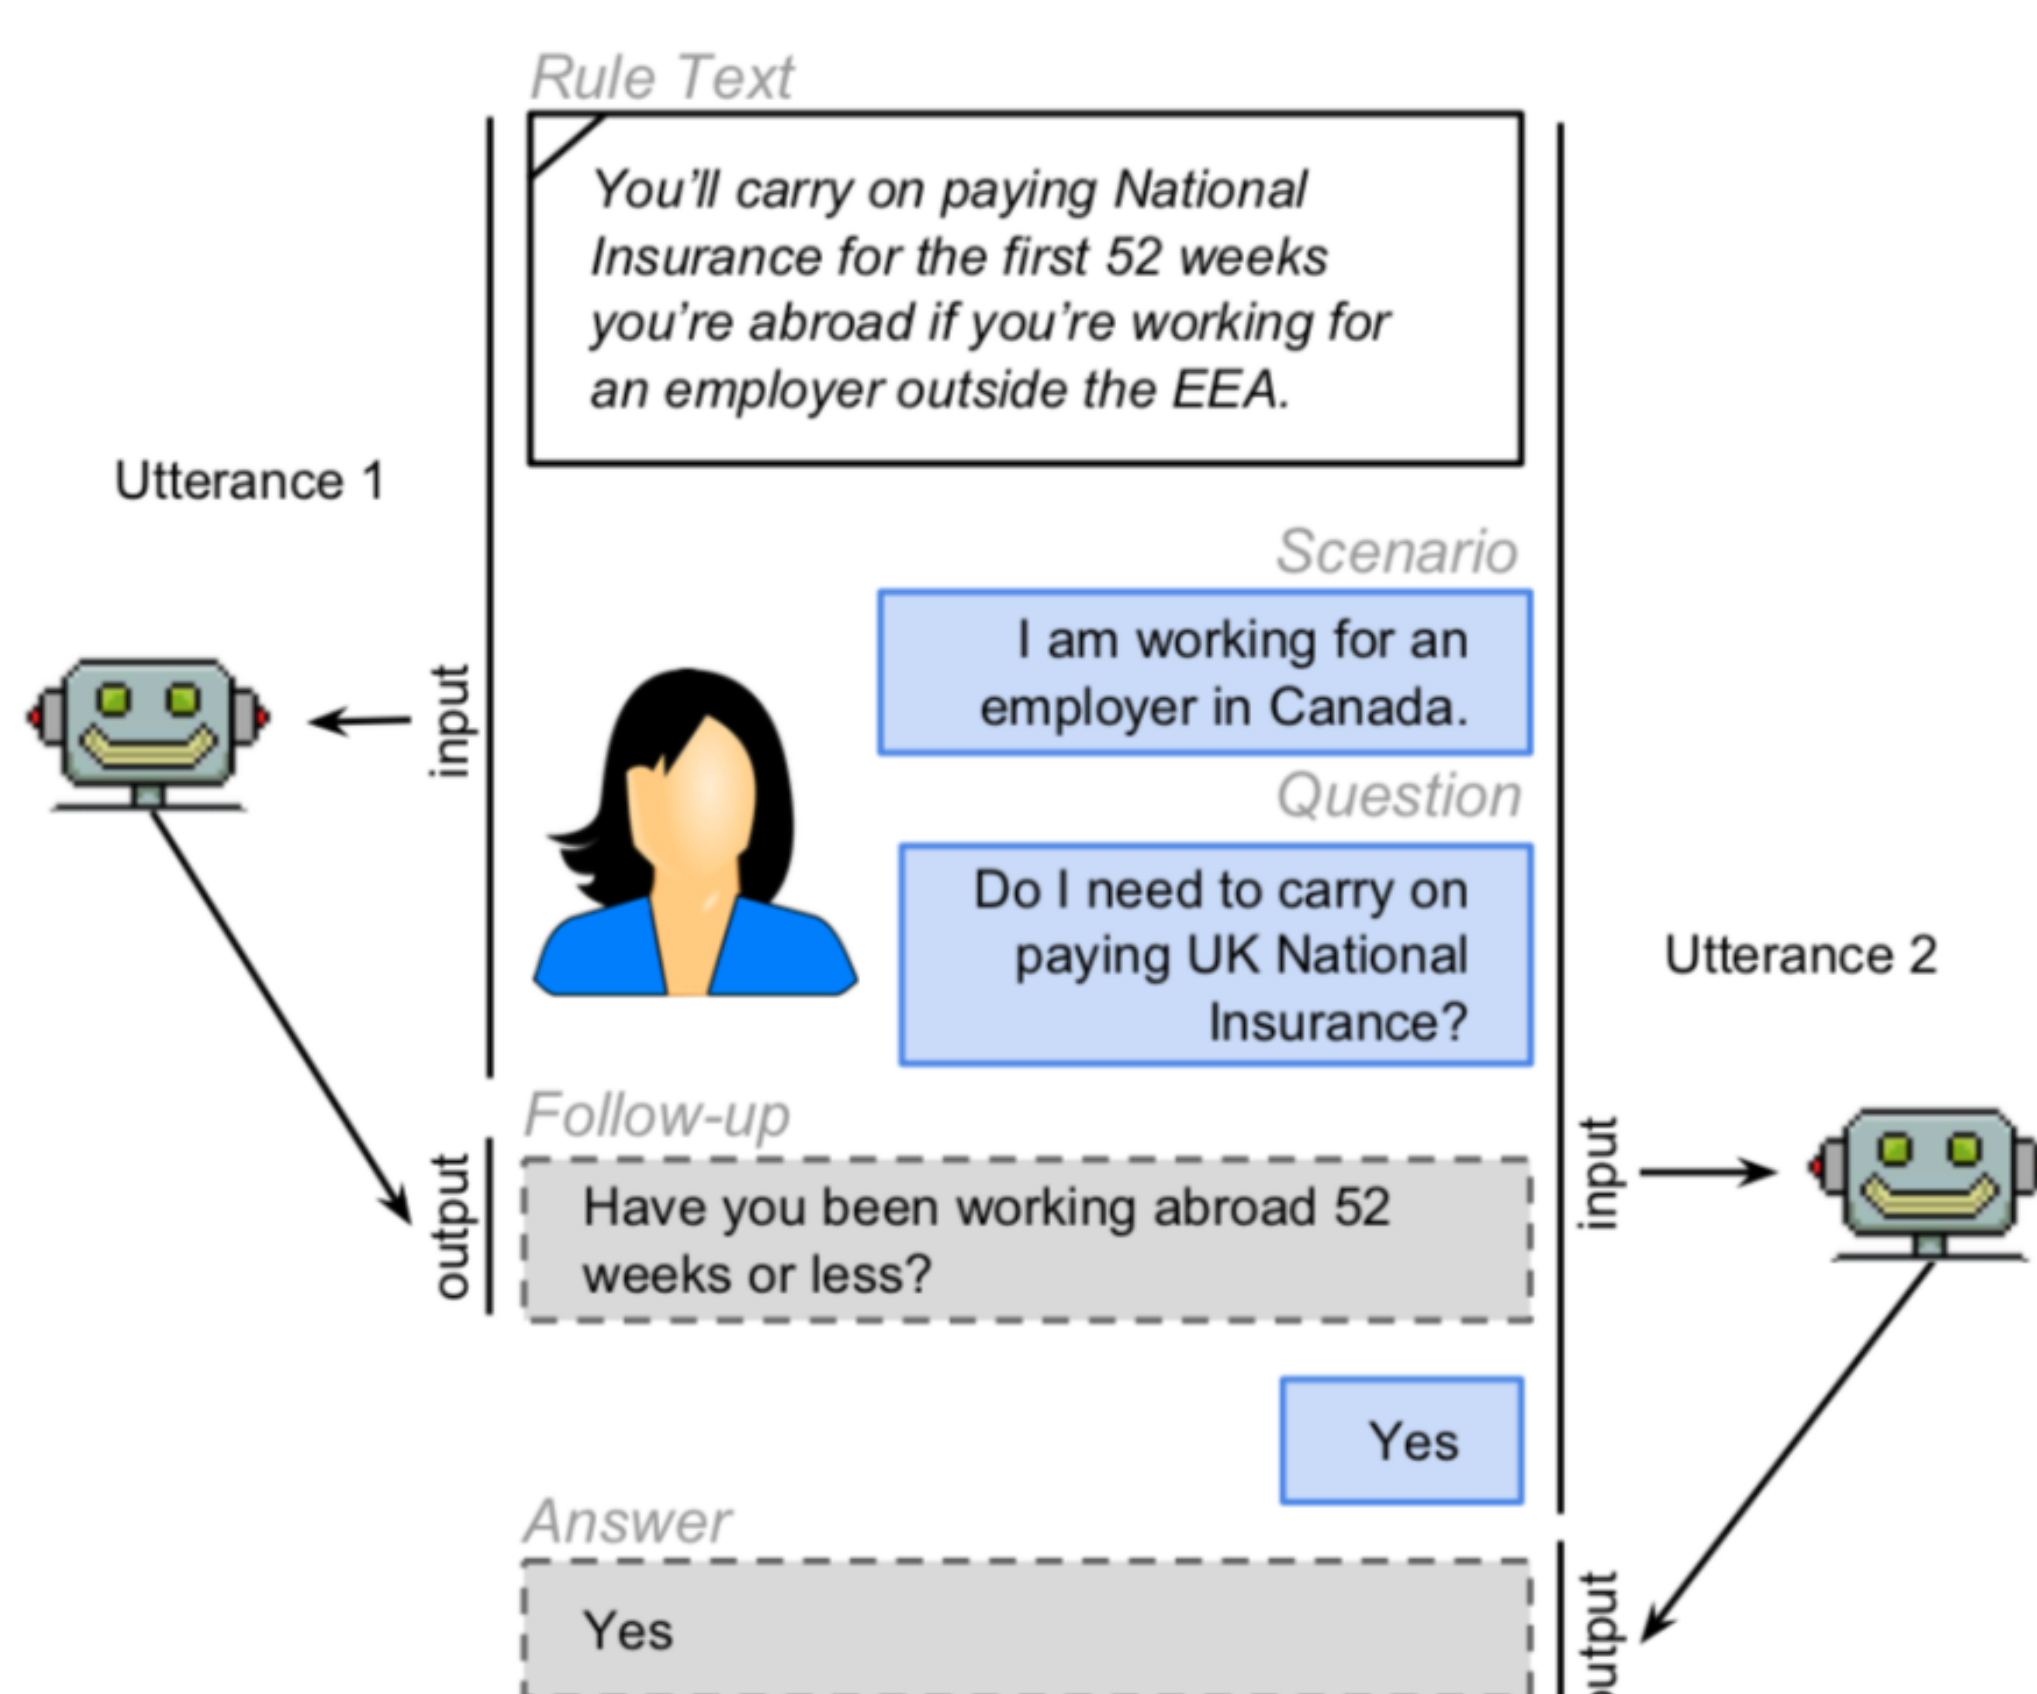 Rule Text
You'll carry on paying National
Insurance for the first 52 weeks
you're abroad if you're working for
an employer outside the EEA.
Utterance 1
Scenario
I am working for an
employer in Canada.
input
Question
Do I need to carry on
paying UK National
Insurance?
Utterance 2
Follow-up
output
Have you been working abroad 52
weeks or less?
input
Yes
Answer
Yes
output